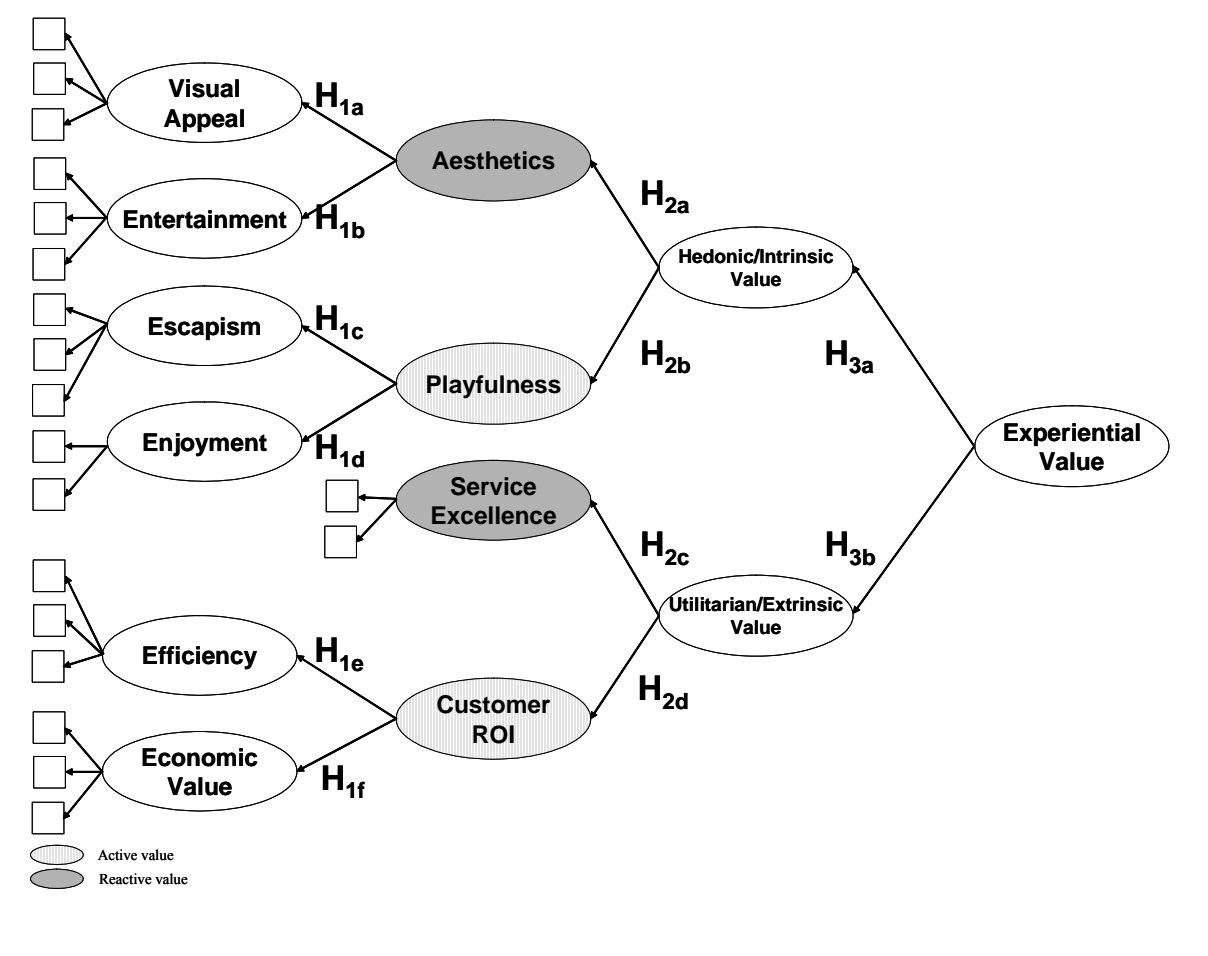 Visual
Appeal
H1a
Aesthetics
Entertainment
H1b
H2a
Hedonic/Intrinsic
Value
Escapism
H1c
Playfulness
H2b
H3a
Enjoyment
H1d
Experiential
Value
Service
Excellence
H2c
H3b
Utilitarian/Extrinsic
Value
Efficiency
H1e
Customer
ROI
H2d
Economic
Value
H1f
Active value
Reactive value